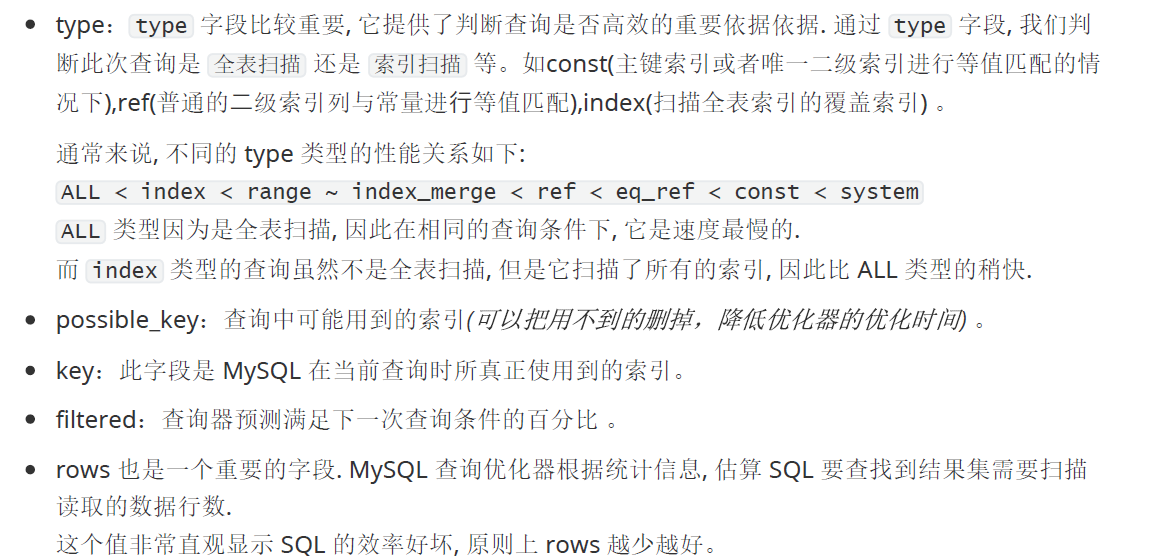 type：type 字段比较重要, 它提供了判断查询是否高效的重要依据依据. 通过 type 字段, 我们判
断此次查询是 全表扫描 还是 索引扫描 等。如const(主键索引或者唯一二级索引进行等值匹配的情
况下),ref(普通的⼆级索引列与常量进⾏等值匹配),index(扫描全表索引的覆盖索引) 。
通常来说, 不同的 type 类型的性能关系如下:
ALL < index < range ~ index_merge < ref < eq_ref < const < system
ALL 类型因为是全表扫描, 因此在相同的查询条件下, 它是速度最慢的.
而 index 类型的查询虽然不是全表扫描, 但是它扫描了所有的索引, 因此比 ALL 类型的稍快.
possible_key：查询中可能用到的索引(可以把用不到的删掉，降低优化器的优化时间) 。
key：此字段是 MySQL 在当前查询时所真正使用到的索引。
filtered：查询器预测满足下一次查询条件的百分比 。
rows 也是一个重要的字段. MySQL 查询优化器根据统计信息, 估算 SQL 要查找到结果集需要扫描
读取的数据行数.
这个值非常直观显示 SQL 的效率好坏, 原则上 rows 越少越好。